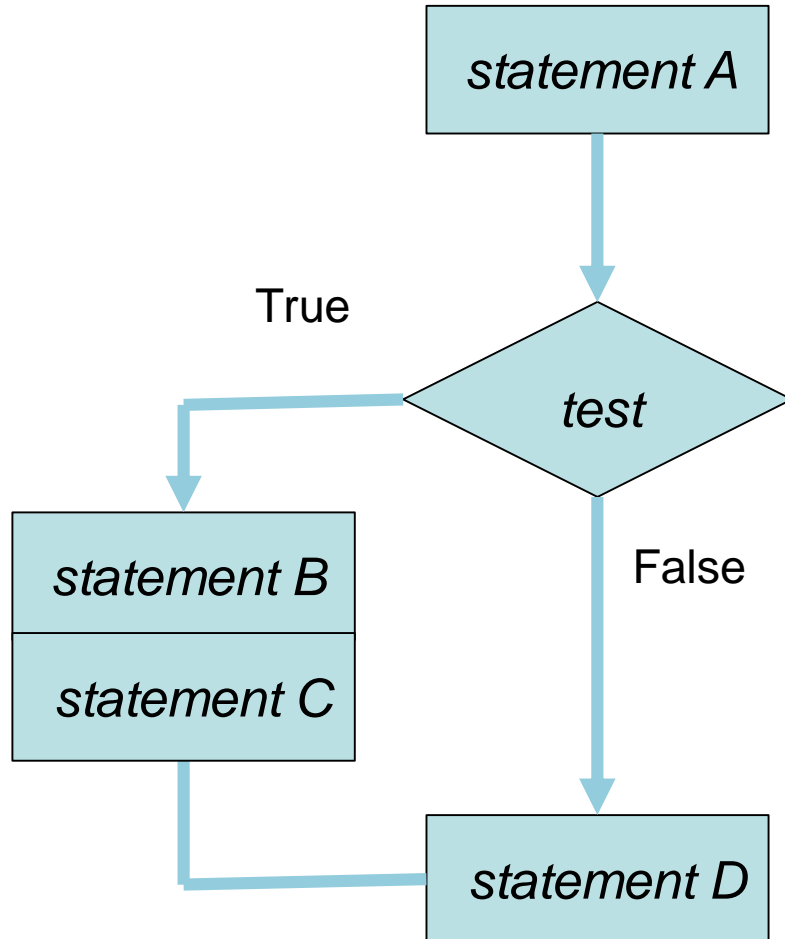 statement A
True
test
statement B
False
statement C
statement D